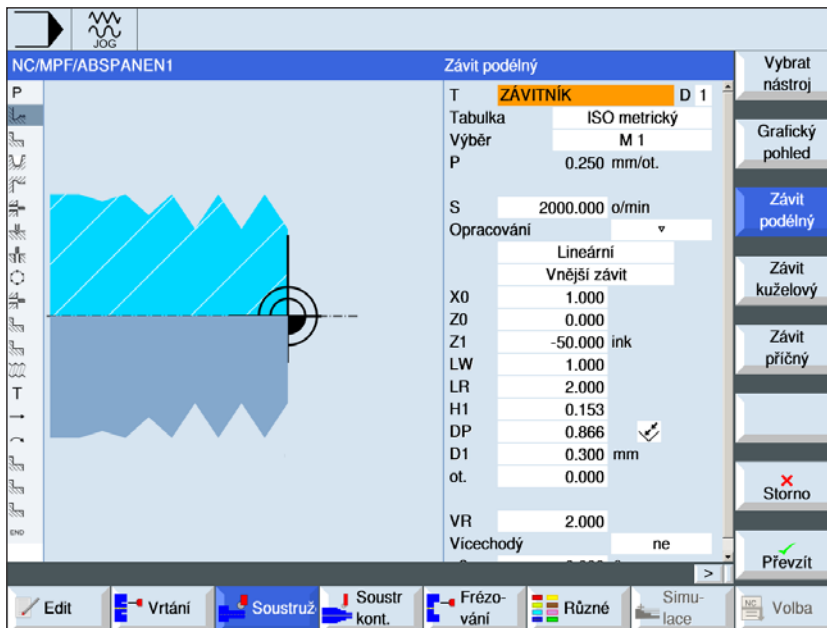 JOG
NC/MPF/ABSPANEN1
Závit podélný
P
T
END
T ZÁVITNÍK D 1
Tabulka ISO metrický
Výběr M 1
P 0.250 mm/ot.
S 2000.000 o/min
Opracování ▿
Lineární
Vnější závit
X0 1.000
Z0 0.000
Z1 -50.000 ink
LW 1.000
LR 2.000
H1 0.153
DP 0.866
D1 0.300 mm
ot. 0.000
VR 2.000
Vícechodý ne
>
Vybrat
nástroj
Grafický
pohled
Závit
podélný
Závit
kuželový
Závit
příčný
Storno
Převzít
Edit
Vrtání
Soustruž
Soustr
kont.
Frézo-
vání
Různé
Simu-
lace
NC
Volba